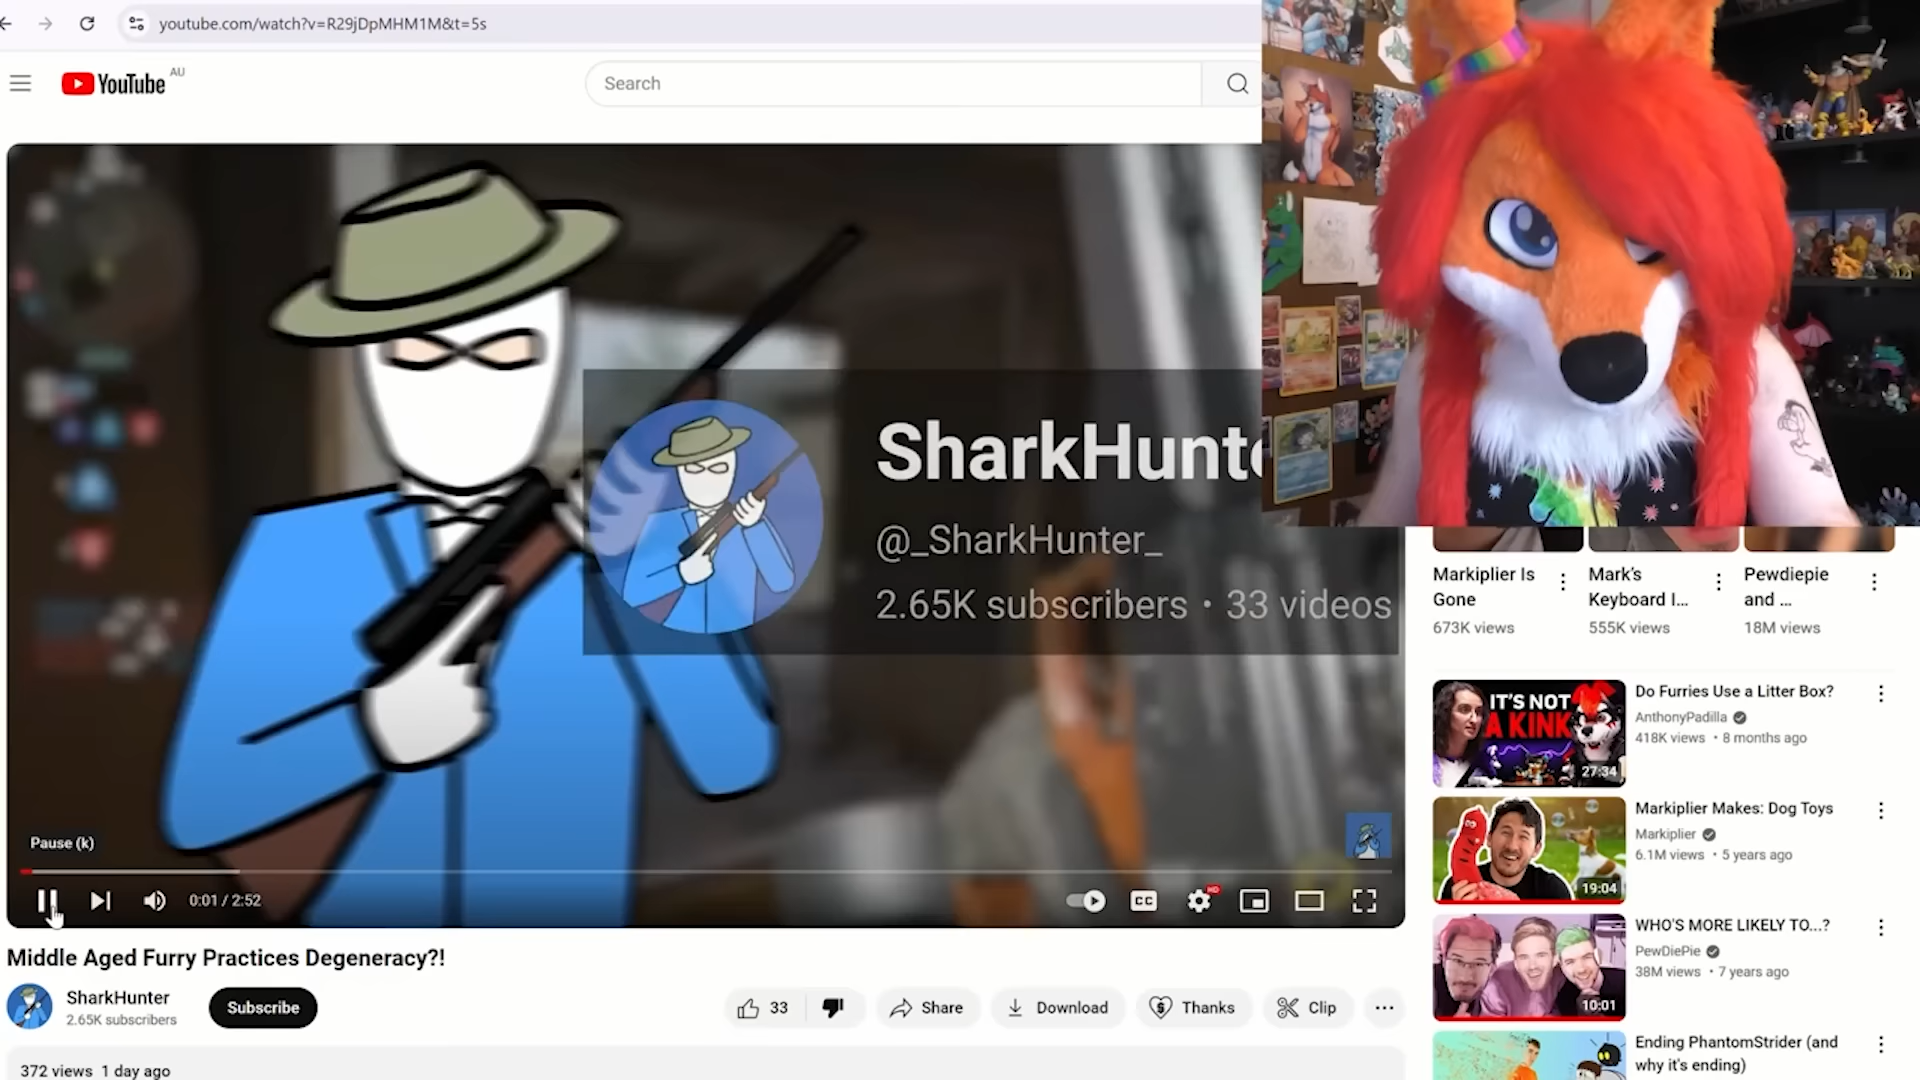 youtube.com/watch?v=R29jDpMHM1M&t=5s
YouTube AU
Search
SharkHunte
@_SharkHunter_
2.65K subscribers • 33 videos
Pause (k)
0:01 / 2:52
CC
HD
Middle Aged Furry Practices Degeneracy?!
SharkHunter
2.65K subscribers
Subscribe
33
Share
Download
Thanks
Clip
372 views 1 day ago
Markiplier Is
Gone
673K views
Mark's
Keyboard I...
555K views
Pewdiepie
and ...
18M views
IT'S NOT
A KINK
27:34
Do Furries Use a Litter Box?
AnthonyPadilla
418K views • 8 months ago
19:04
Markiplier Makes: Dog Toys
Markiplier
6.1M views • 5 years ago
10:01
WHO'S MORE LIKELY TO...?
PewDiePie
38M views • 7 years ago
Ending PhantomStrider (and
why it's ending)